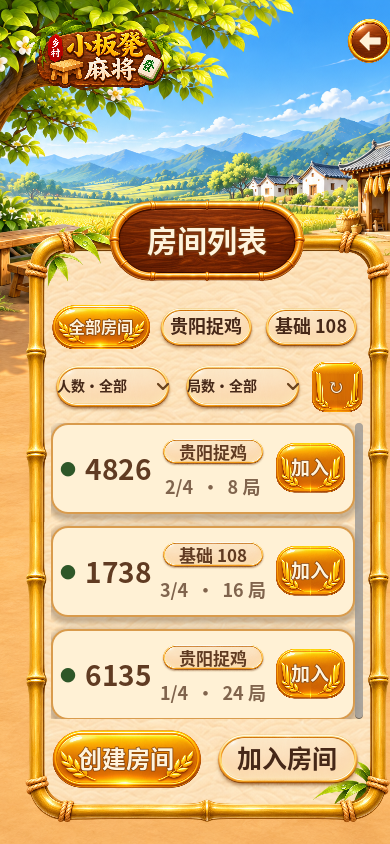 乡村
小板凳
麻将
發
房间列表
全部房间
贵阳捉鸡
基础 108
人数·全部
局数·全部
4826
贵阳捉鸡
2/4 · 8 局
加入
1738
基础 108
3/4 · 16 局
加入
6135
贵阳捉鸡
1/4 · 24 局
加入
创建房间
加入房间